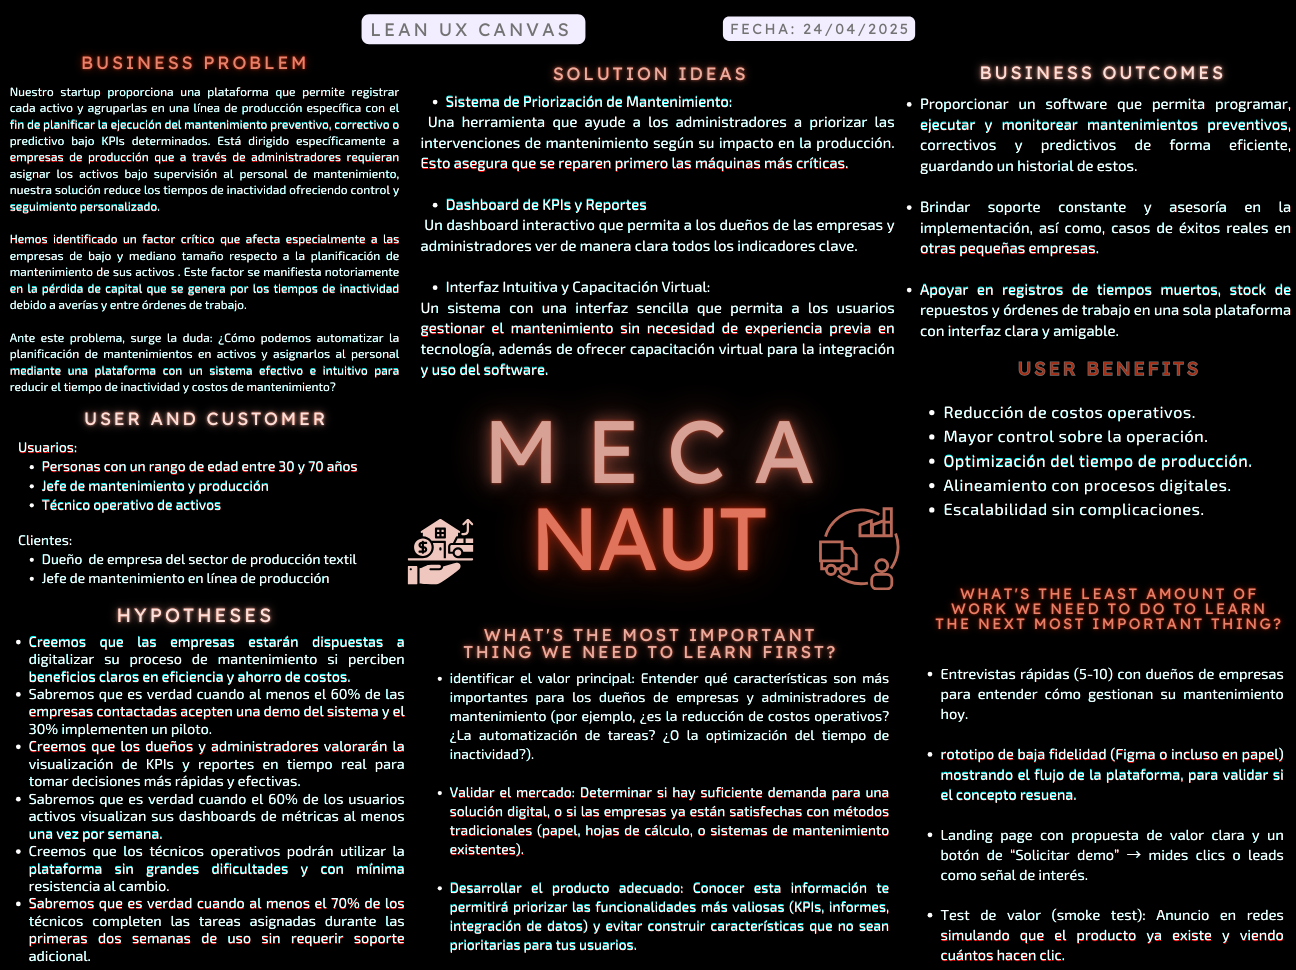 LEAN UX CANVAS
FECHA: 24/04/2025
BUSINESS PROBLEM
Nuestro startup proporciona una plataforma que permite registrar
cada activo y agruparlas en una línea de producción específica con el
fin de planificar la ejecución del mantenimiento preventivo, correctivo o
predictivo bajo KPIs determinados. Está dirigido específicamente a
empresas de producción que a través de administradores requieran
asignar los activos bajo supervisión al personal de mantenimiento,
nuestra solución reduce los tiempos de inactividad ofreciendo control y
seguimiento personalizado.
Hemos identificado un factor crítico que afecta especialmente a las
empresas de bajo y mediano tamaño respecto a la planificación de
mantenimiento de sus activos . Este factor se manifiesta notoriamente
en la pérdida de capital que se genera por los tiempos de inactividad
debido a averías y entre órdenes de trabajo.
Ante este problema, surge la duda: ¿Cómo podemos automatizar la
planificación de mantenimientos en activos y asignarlos al personal
mediante una plataforma con un sistema efectivo e intuitivo para
reducir el tiempo de inactividad y costos de mantenimiento?
USER AND CUSTOMER
Usuarios:
• Personas con un rango de edad entre 30 y 70 años
• Jefe de mantenimiento y producción
• Técnico operativo de activos
Clientes:
• Dueño de empresa del sector de producción textil
• Jefe de mantenimiento en línea de producción
HYPOTHESES
• Creemos que las empresas estarán dispuestas a
digitalizar su proceso de mantenimiento si perciben
beneficios claros en eficiencia y ahorro de costos.
• Sabremos que es verdad cuando al menos el 60% de las
empresas contactadas acepten una demo del sistema y el
30% implementen un piloto.
• Creemos que los dueños y administradores valorarán la
visualización de KPIs y reportes en tiempo real para
tomar decisiones más rápidas y efectivas.
• Sabremos que es verdad cuando el 60% de los usuarios
activos visualizan sus dashboards de métricas al menos
una vez por semana.
• Creemos que los técnicos operativos podrán utilizar la
plataforma sin grandes dificultades y con mínima
resistencia al cambio.
• Sabremos que es verdad cuando al menos el 70% de los
técnicos completen las tareas asignadas durante las
primeras dos semanas de uso sin requerir soporte
adicional.
SOLUTION IDEAS
• Sistema de Priorización de Mantenimiento:
Una herramienta que ayude a los administradores a priorizar las
intervenciones de mantenimiento según su impacto en la producción.
Esto asegura que se reparen primero las máquinas más críticas.
• Dashboard de KPIs y Reportes
Un dashboard interactivo que permita a los dueños de las empresas y
administradores ver de manera clara todos los indicadores clave.
• Interfaz Intuitiva y Capacitación Virtual:
Un sistema con una interfaz sencilla que permita a los usuarios
gestionar el mantenimiento sin necesidad de experiencia previa en
tecnología, además de ofrecer capacitación virtual para la integración
y uso del software.
MECA
NAUT
WHAT'S THE MOST IMPORTANT
THING WE NEED TO LEARN FIRST?
• identificar el valor principal: Entender qué características son más
importantes para los dueños de empresas y administradores de
mantenimiento (por ejemplo, ¿es la reducción de costos operativos?
¿La automatización de tareas? ¿O la optimización del tiempo de
inactividad?).
• Validar el mercado: Determinar si hay suficiente demanda para una
solución digital, o si las empresas ya están satisfechas con métodos
tradicionales (papel, hojas de cálculo, o sistemas de mantenimiento
existentes).
• Desarrollar el producto adecuado: Conocer esta información te
permitirá priorizar las funcionalidades más valiosas (KPIs, informes,
integración de datos) y evitar construir características que no sean
prioritarias para tus usuarios.
BUSINESS OUTCOMES
• Proporcionar un software que permita programar,
ejecutar y monitorear mantenimientos preventivos,
correctivos y predictivos de forma eficiente,
guardando un historial de estos.
• Brindar soporte constante y asesoría en la
implementación, así como, casos de éxitos reales en
otras pequeñas empresas.
• Apoyar en registros de tiempos muertos, stock de
repuestos y órdenes de trabajo en una sola plataforma
con interfaz clara y amigable.
USER BENEFITS
• Reducción de costos operativos.
• Mayor control sobre la operación.
• Optimización del tiempo de producción.
• Alineamiento con procesos digitales.
• Escalabilidad sin complicaciones.
WHAT'S THE LEAST AMOUNT OF
WORK WE NEED TO DO TO LEARN
THE NEXT MOST IMPORTANT THING?
• Entrevistas rápidas (5-10) con dueños de empresas
para entender cómo gestionan su mantenimiento
hoy.
• rototipo de baja fidelidad (Figma o incluso en papel)
mostrando el flujo de la plataforma, para validar si
el concepto resuena.
• Landing page con propuesta de valor clara y un
botón de “Solicitar demo” → mides clics o leads
como señal de interés.
• Test de valor (smoke test): Anuncio en redes
simulando que el producto ya existe y viendo
cuántos hacen clic.